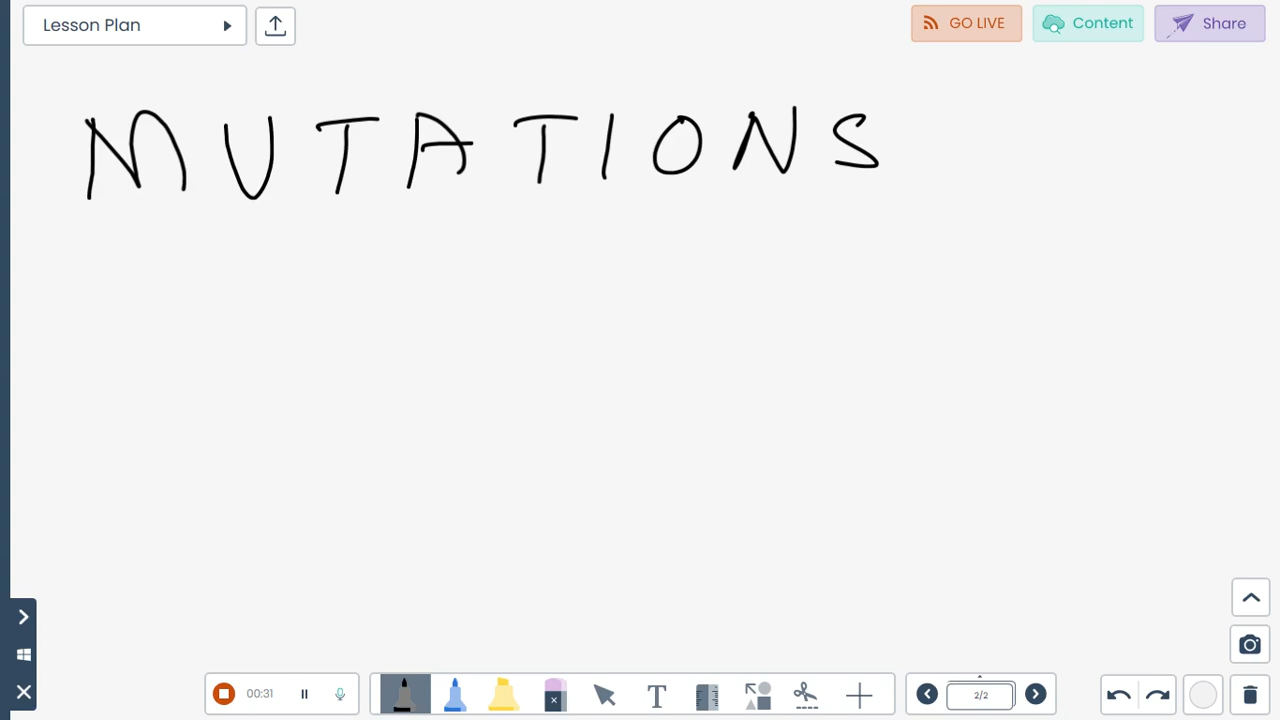 Lesson Plan
GO LIVE
Content
Share
MUTATIONS
00:31
T
2/2